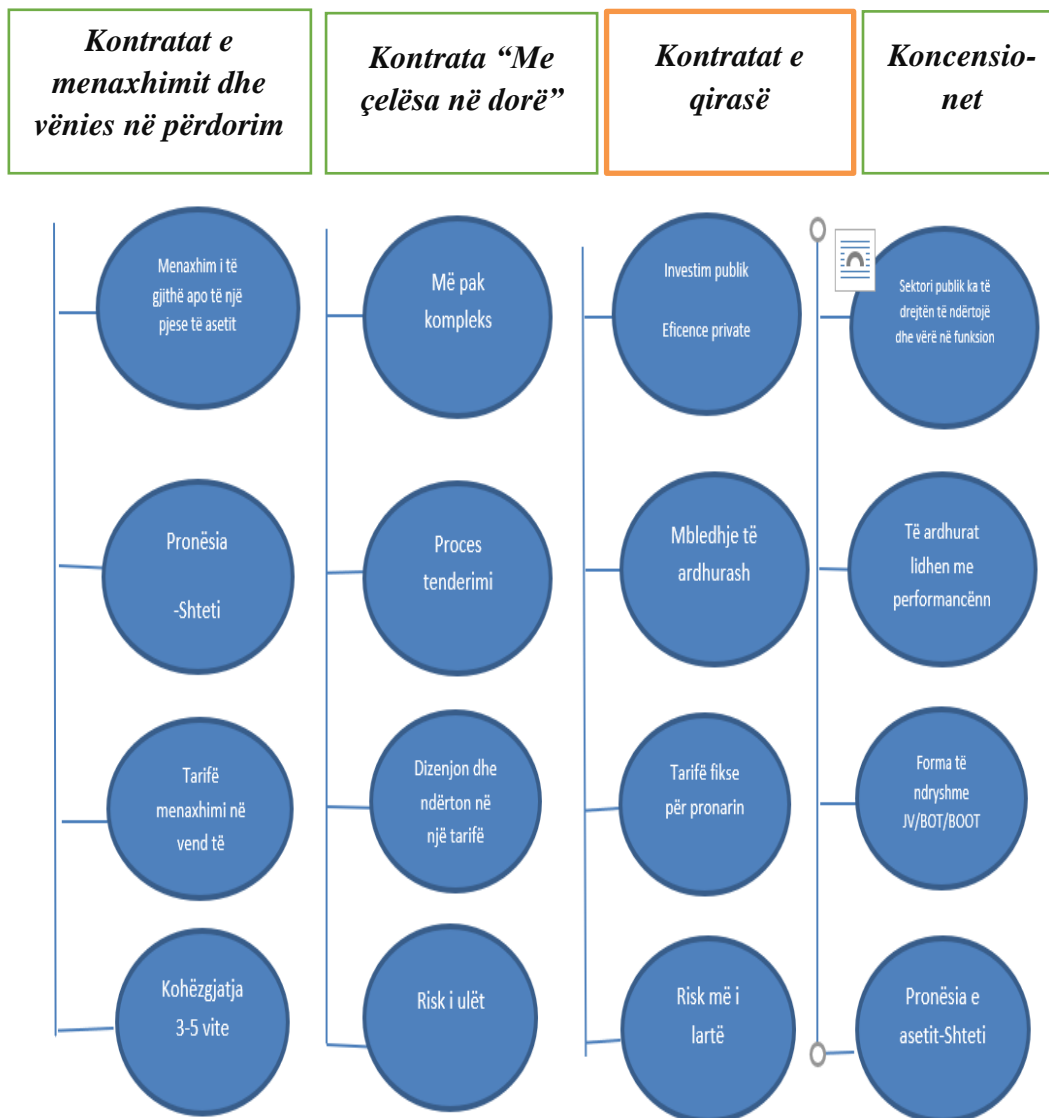 Kontratat e
menaxhimit dhe
vënies në përdorim
Kontrata “Me
çelësa në dorë”
Kontratat e
qirasë
Koncensio-
net
Menaxhim i të
gjithë apo të një
pjese të asetit
Pronësia
-Shteti
Tarifë
menaxhimi në
vend të
Kohëzgjatja
3-5 vite
Më pak
kompleks
Proces
tenderimi
Dizenjon dhe
ndërton në
një tarifë
Risk i ulët
Investim publik
Eficence private
Mbledhje të
ardhurash
Tarifë fikse
për pronarin
Risk më i
lartë
Sektori publik ka të
drejtën të ndërtojë
dhe vërë në funksion
Të ardhurat
lidhen me
performancënn
Forma të
ndryshme
JV/BOT/BOOT
Pronësia e
asetit-Shteti